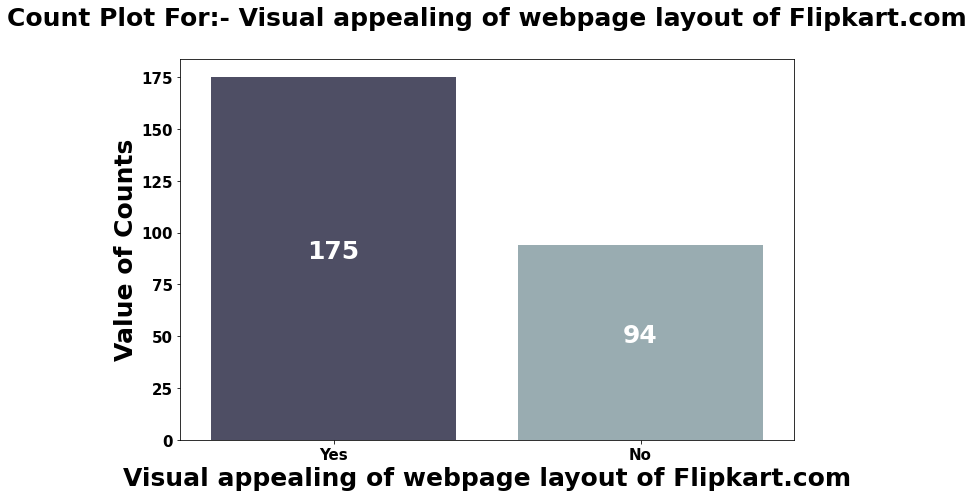 Count Plot For:- Visual appealing of webpage layout of Flipkart.com
Value of Counts
175
150
125
100
75
50
25
0
175
94
Yes
No
Visual appealing of webpage layout of Flipkart.com